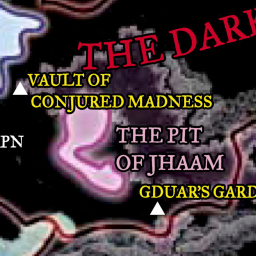 THE DARK
VAULT OF
CONJURED MADNESS
PN
THE PIT
OF JHAAM
GDUAR'S GARD